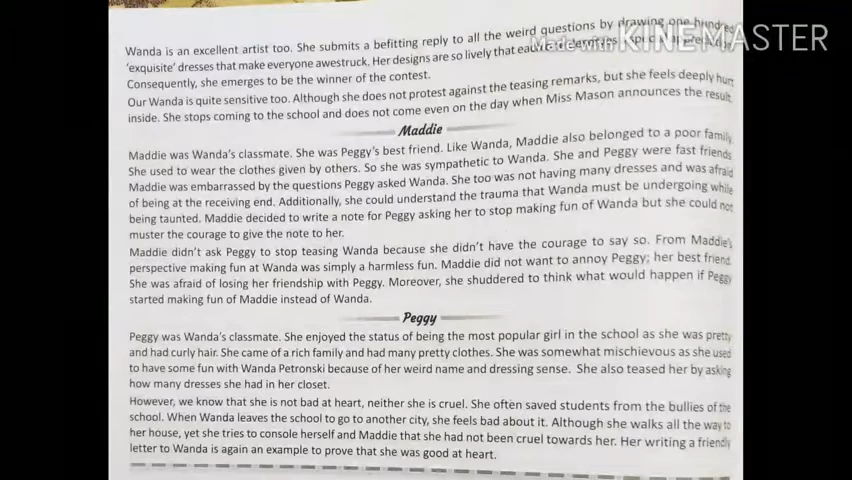 Wanda is an excellent artist too. She submits a befitting reply to all the weird questions by drawing one hundred
Made with KINEMASTER
'exquisite' dresses that make everyone awestruck. Her designs are so lively that each
Consequently, she emerges to be the winner of the contest.
Our Wanda is quite sensitive too. Although she does not protest against the teasing remarks, but she feels deeply hurt
inside. She stops coming to the school and does not come even on the day when Miss Mason announces the result.
Maddie
Maddie was Wanda's classmate. She was Peggy's best friend. Like Wanda, Maddie also belonged to a poor family.
She used to wear the clothes given by others. So she was sympathetic to Wanda. She and Peggy were fast friends
Maddie was embarrassed by the questions Peggy asked Wanda. She too was not having many dresses and was afraid
of being at the receiving end. Additionally, she could understand the trauma that Wanda must be undergoing while
being taunted. Maddie decided to write a note for Peggy asking her to stop making fun of Wanda but she could not
muster the courage to give the note to her.
Maddie didn't ask Peggy to stop teasing Wanda because she didn't have the courage to say so. From Maddie's
perspective making fun at Wanda was simply a harmless fun. Maddie did not want to annoy Peggy; her best friend.
She was afraid of losing her friendship with Peggy. Moreover, she shuddered to think what would happen if Peggy
started making fun of Maddie instead of Wanda.
Peggy
Peggy was Wanda's classmate. She enjoyed the status of being the most popular girl in the school as she was pretty
and had curly hair. She came of a rich family and had many pretty clothes. She was somewhat mischievous as she used
to have some fun with Wanda Petronski because of her weird name and dressing sense. She also teased her by asking
how many dresses she had in her closet.
However, we know that she is not bad at heart, neither she is cruel. She often saved students from the bullies of the
school. When Wanda leaves the school to go to another city, she feels bad about it. Although she walks all the way to
her house, yet she tries to console herself and Maddie that she had not been cruel towards her. Her writing a friendly
letter to Wanda is again an example to prove that she was good at heart.